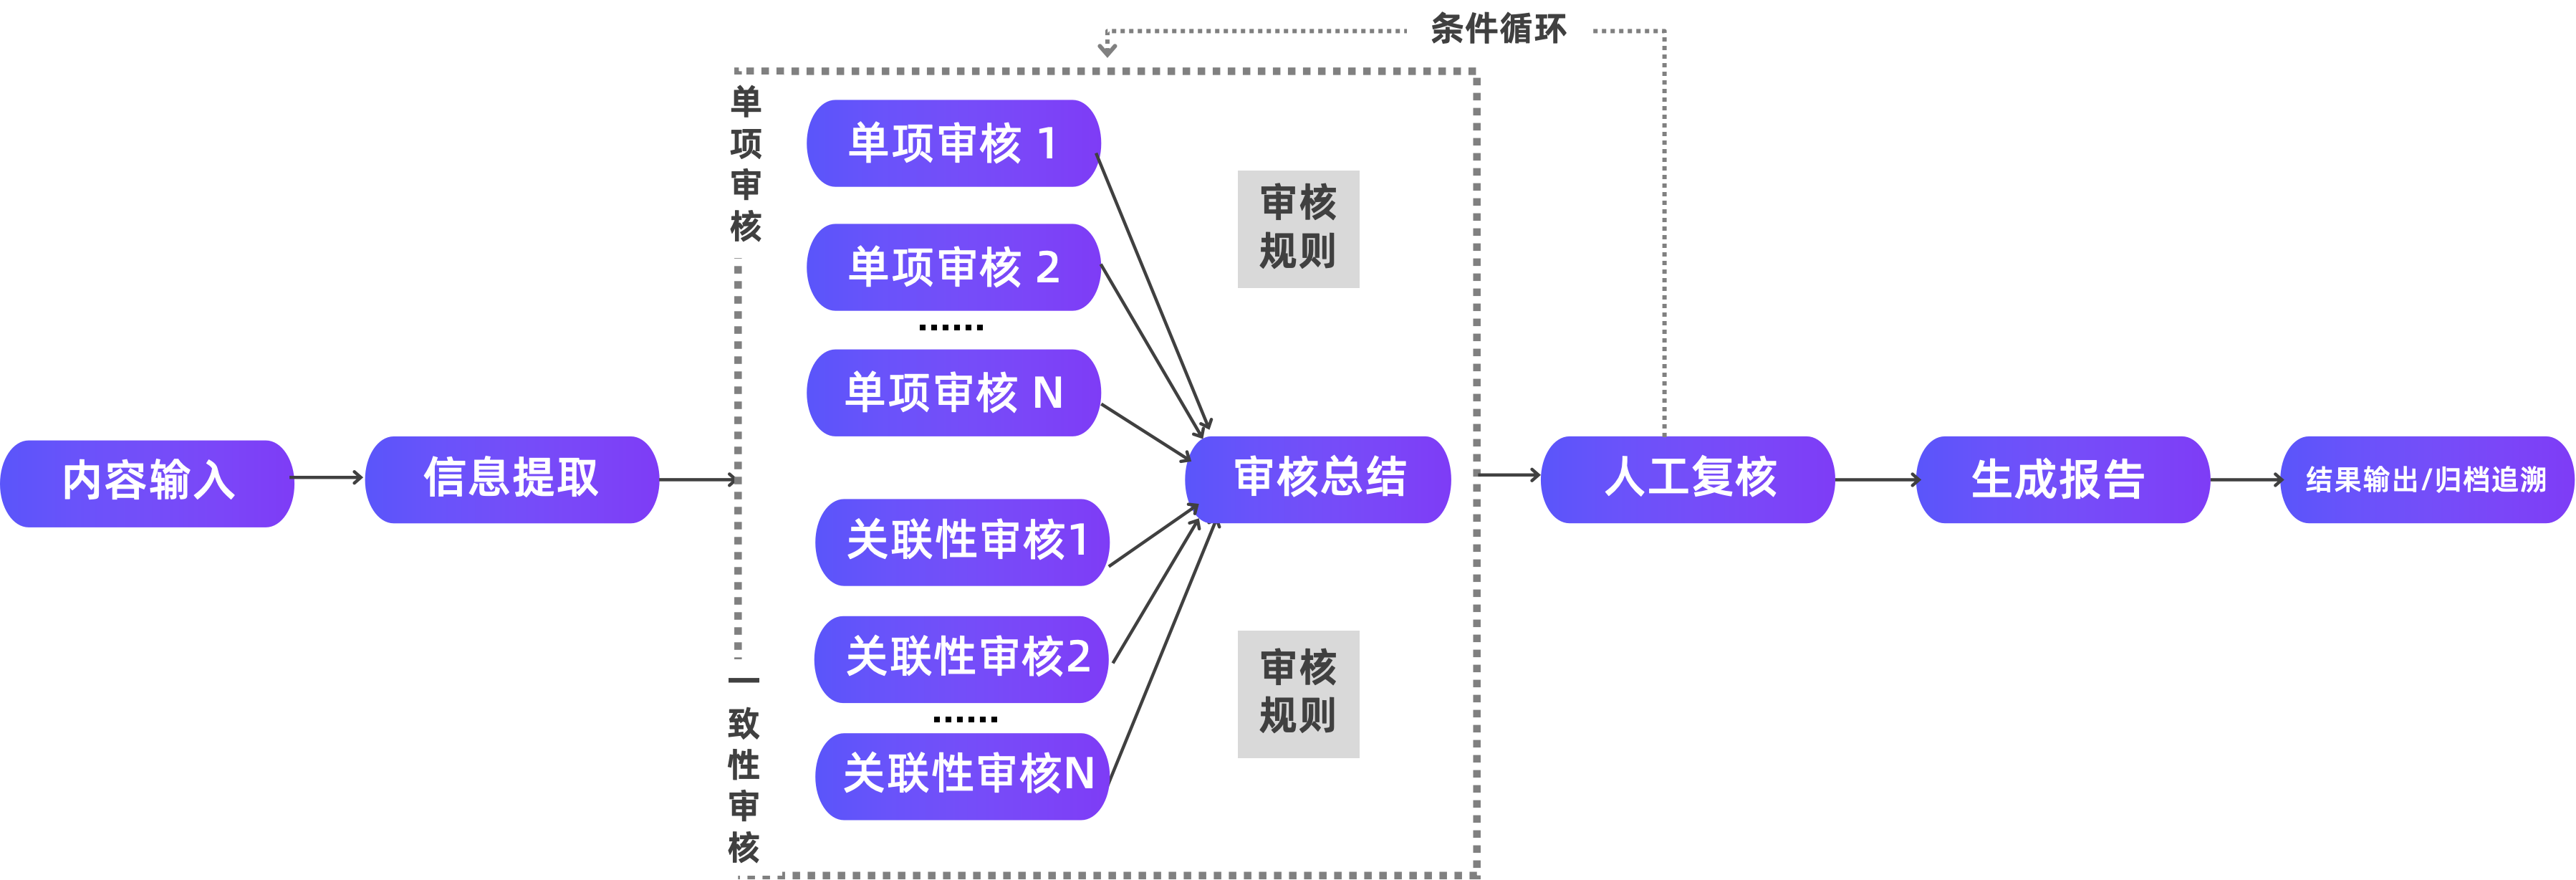 条件循环
单项审核
单项审核 1
审核
规则
单项审核 2
……
单项审核 N
内容输入
信息提取
审核总结
人工复核
生成报告
结果输出/归档追溯
关联性审核1
一致性审核
关联性审核2
审核
规则
……
关联性审核N